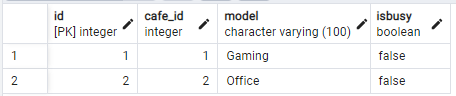 id cafe_id model isbusy
[PK] integer integer character varying (100) boolean
1 1 1 Gaming false
2 2 2 Office false